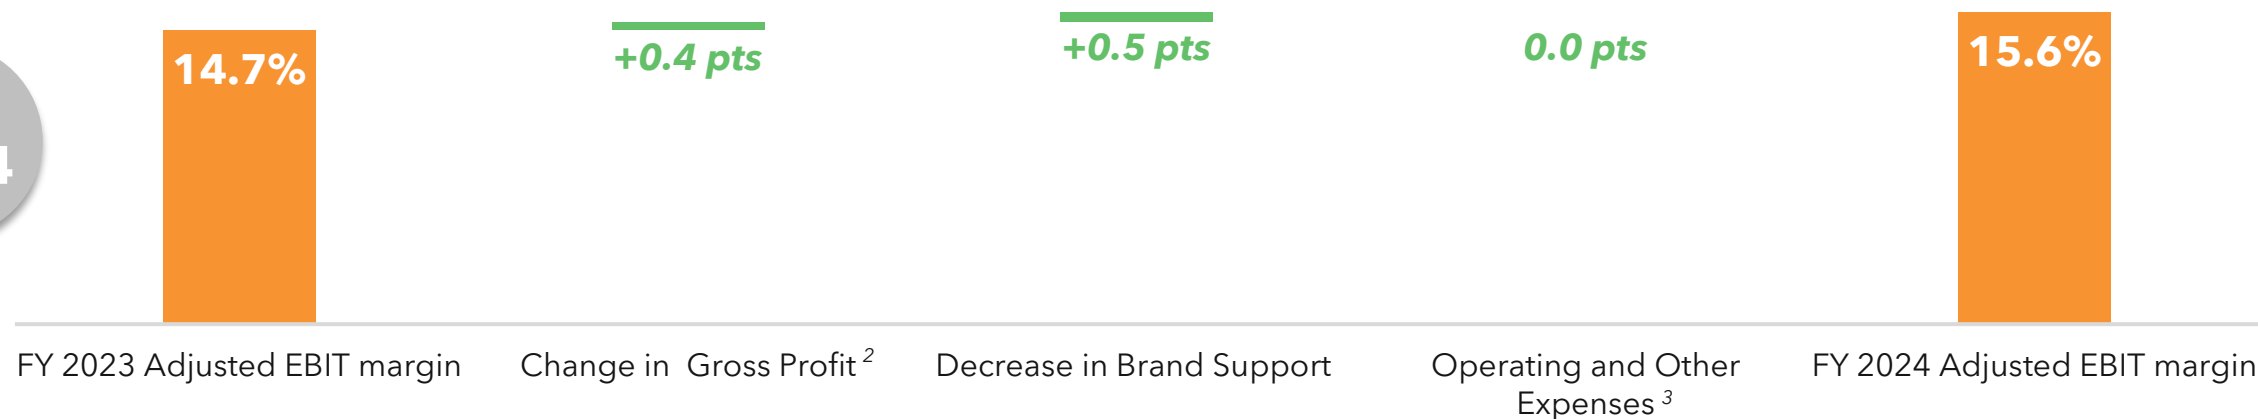 14.7%
+0.4 pts
+0.5 pts
0.0 pts
15.6%
4
FY 2023 Adjusted EBIT margin
Change in Gross Profit 2
Decrease in Brand Support
Operating and Other
Expenses 3
FY 2024 Adjusted EBIT margin